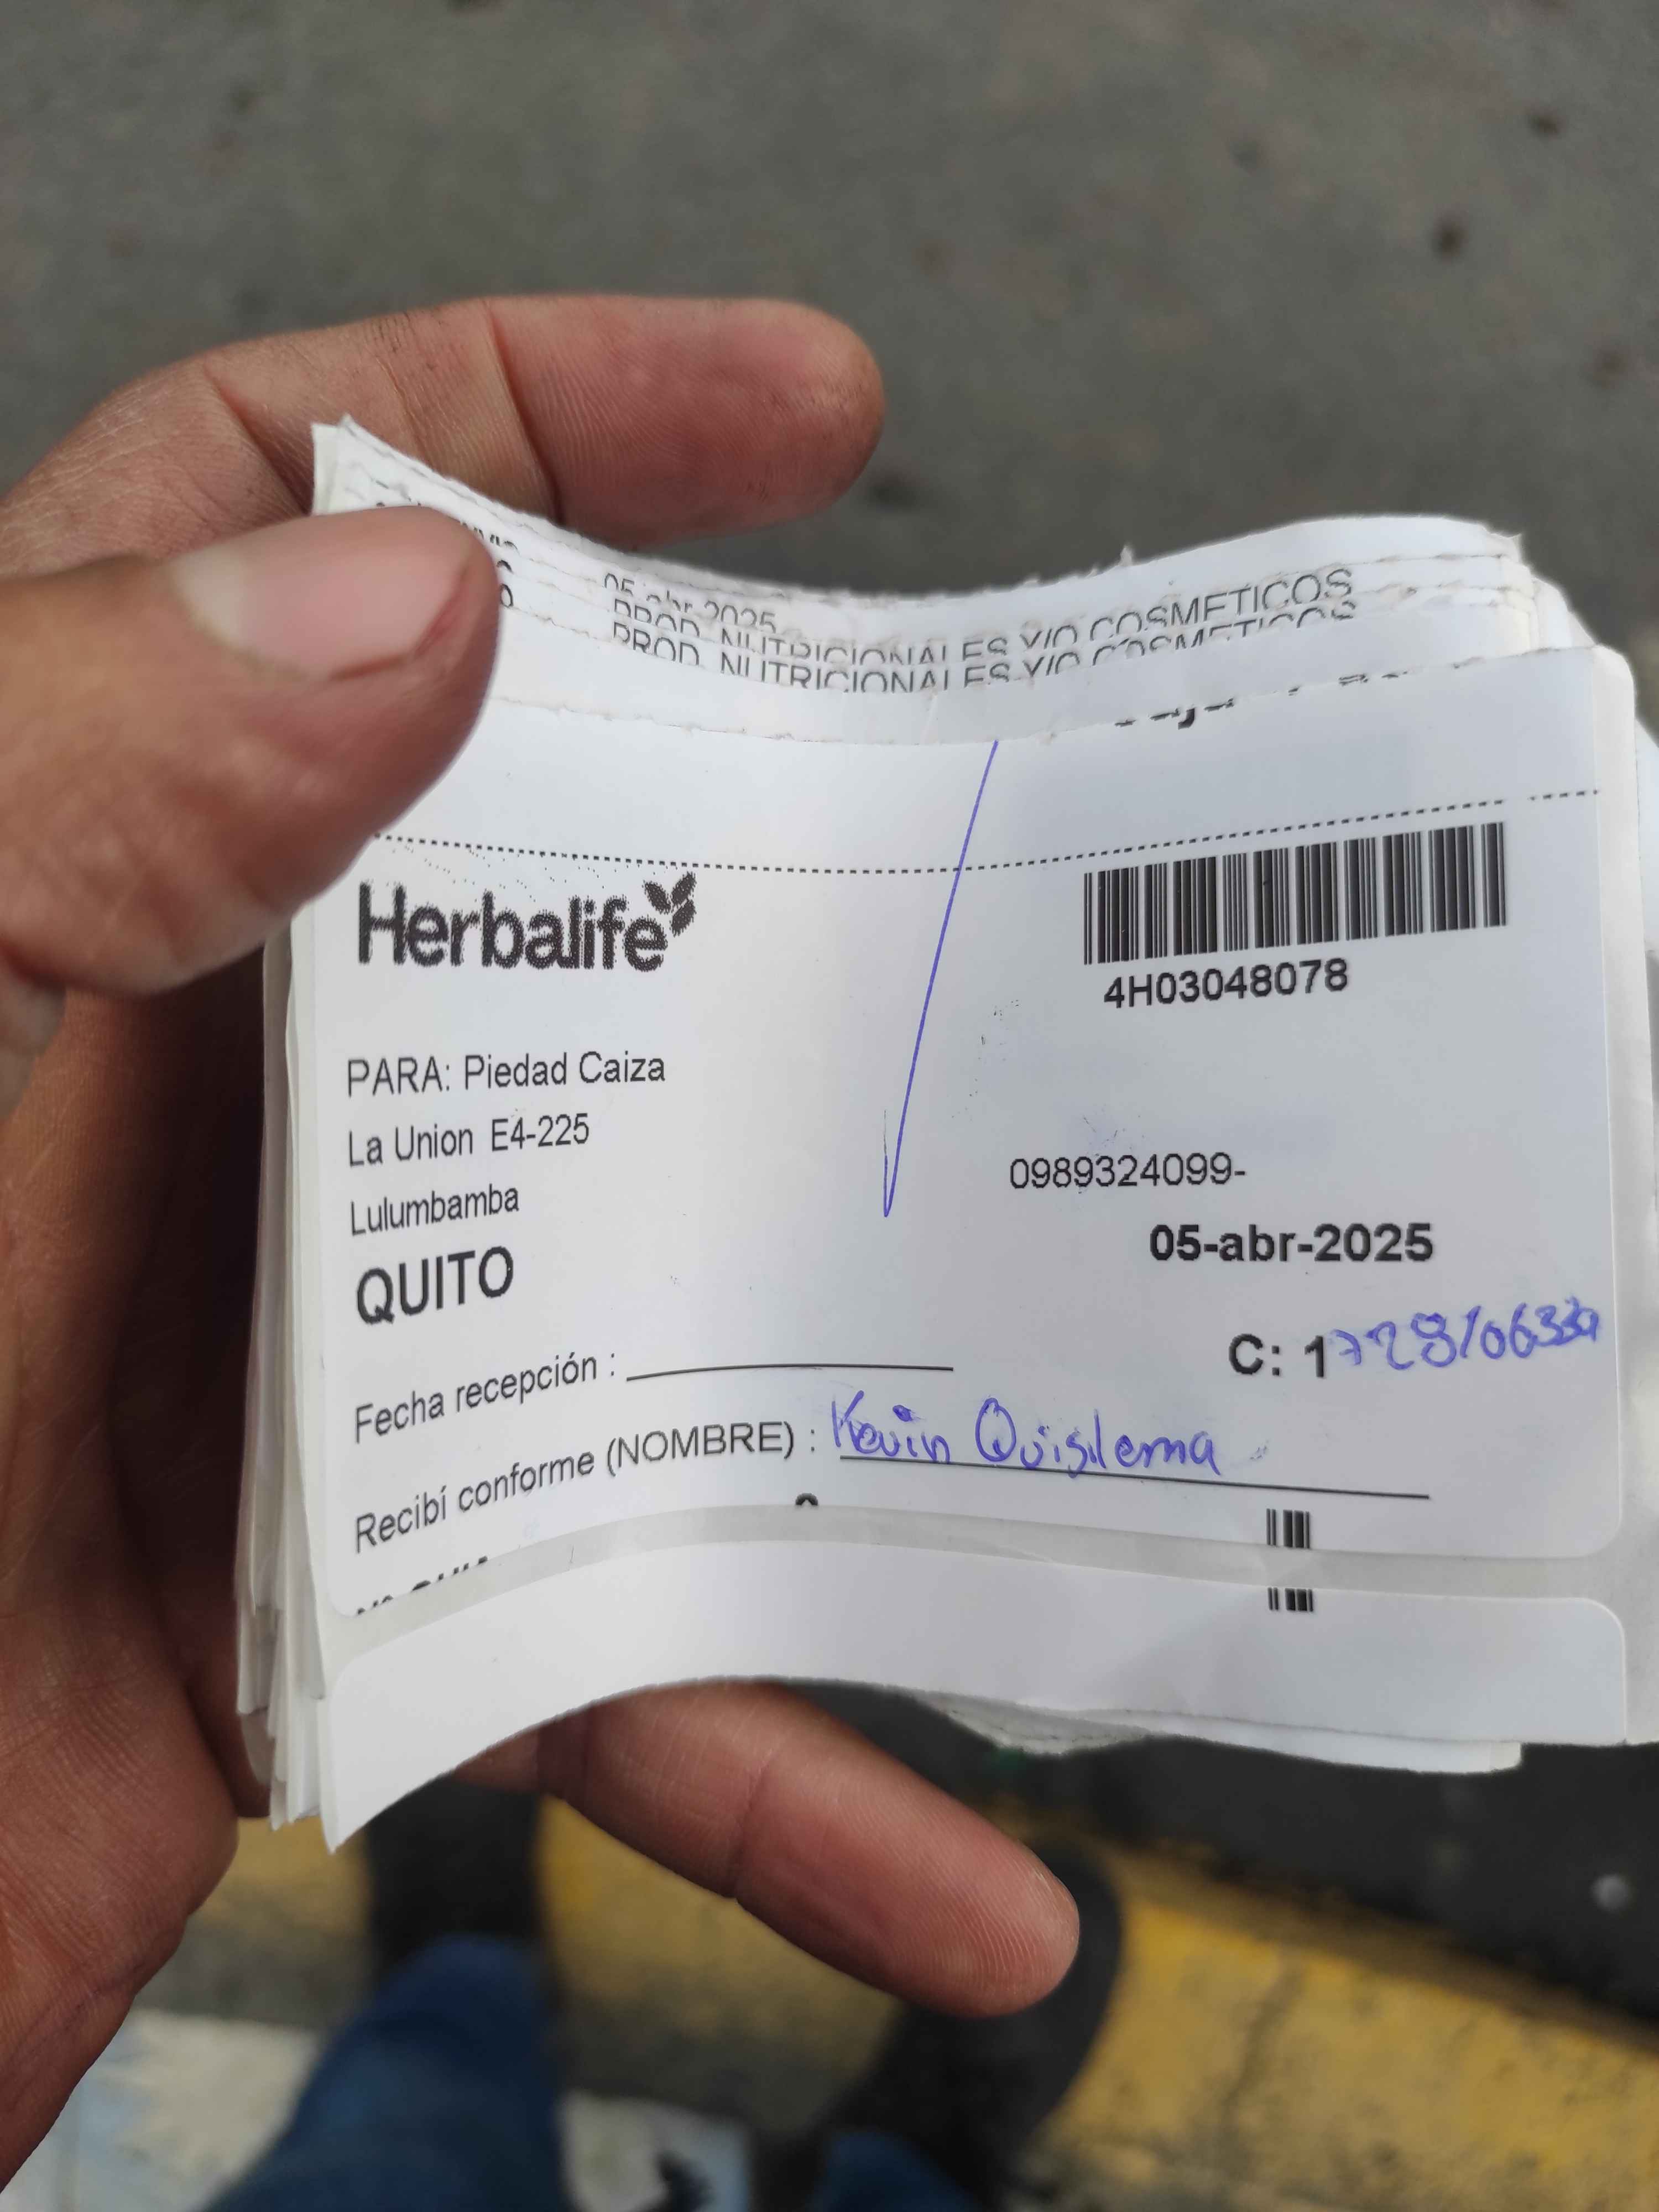 05-abr-2025
PROD. NUTRICIONALES Y/O COSMETICOS
PROD. NUTRICIONALES Y/O COSMETICOS
Herbalife
4H03048078
PARA: Piedad Caiza
La Union E4-225
0989324099-
Lulumbamba
05-abr-2025
QUITO
C: 1
Fecha recepción :
Recibí conforme (NOMBRE) : Kevin Quisilema